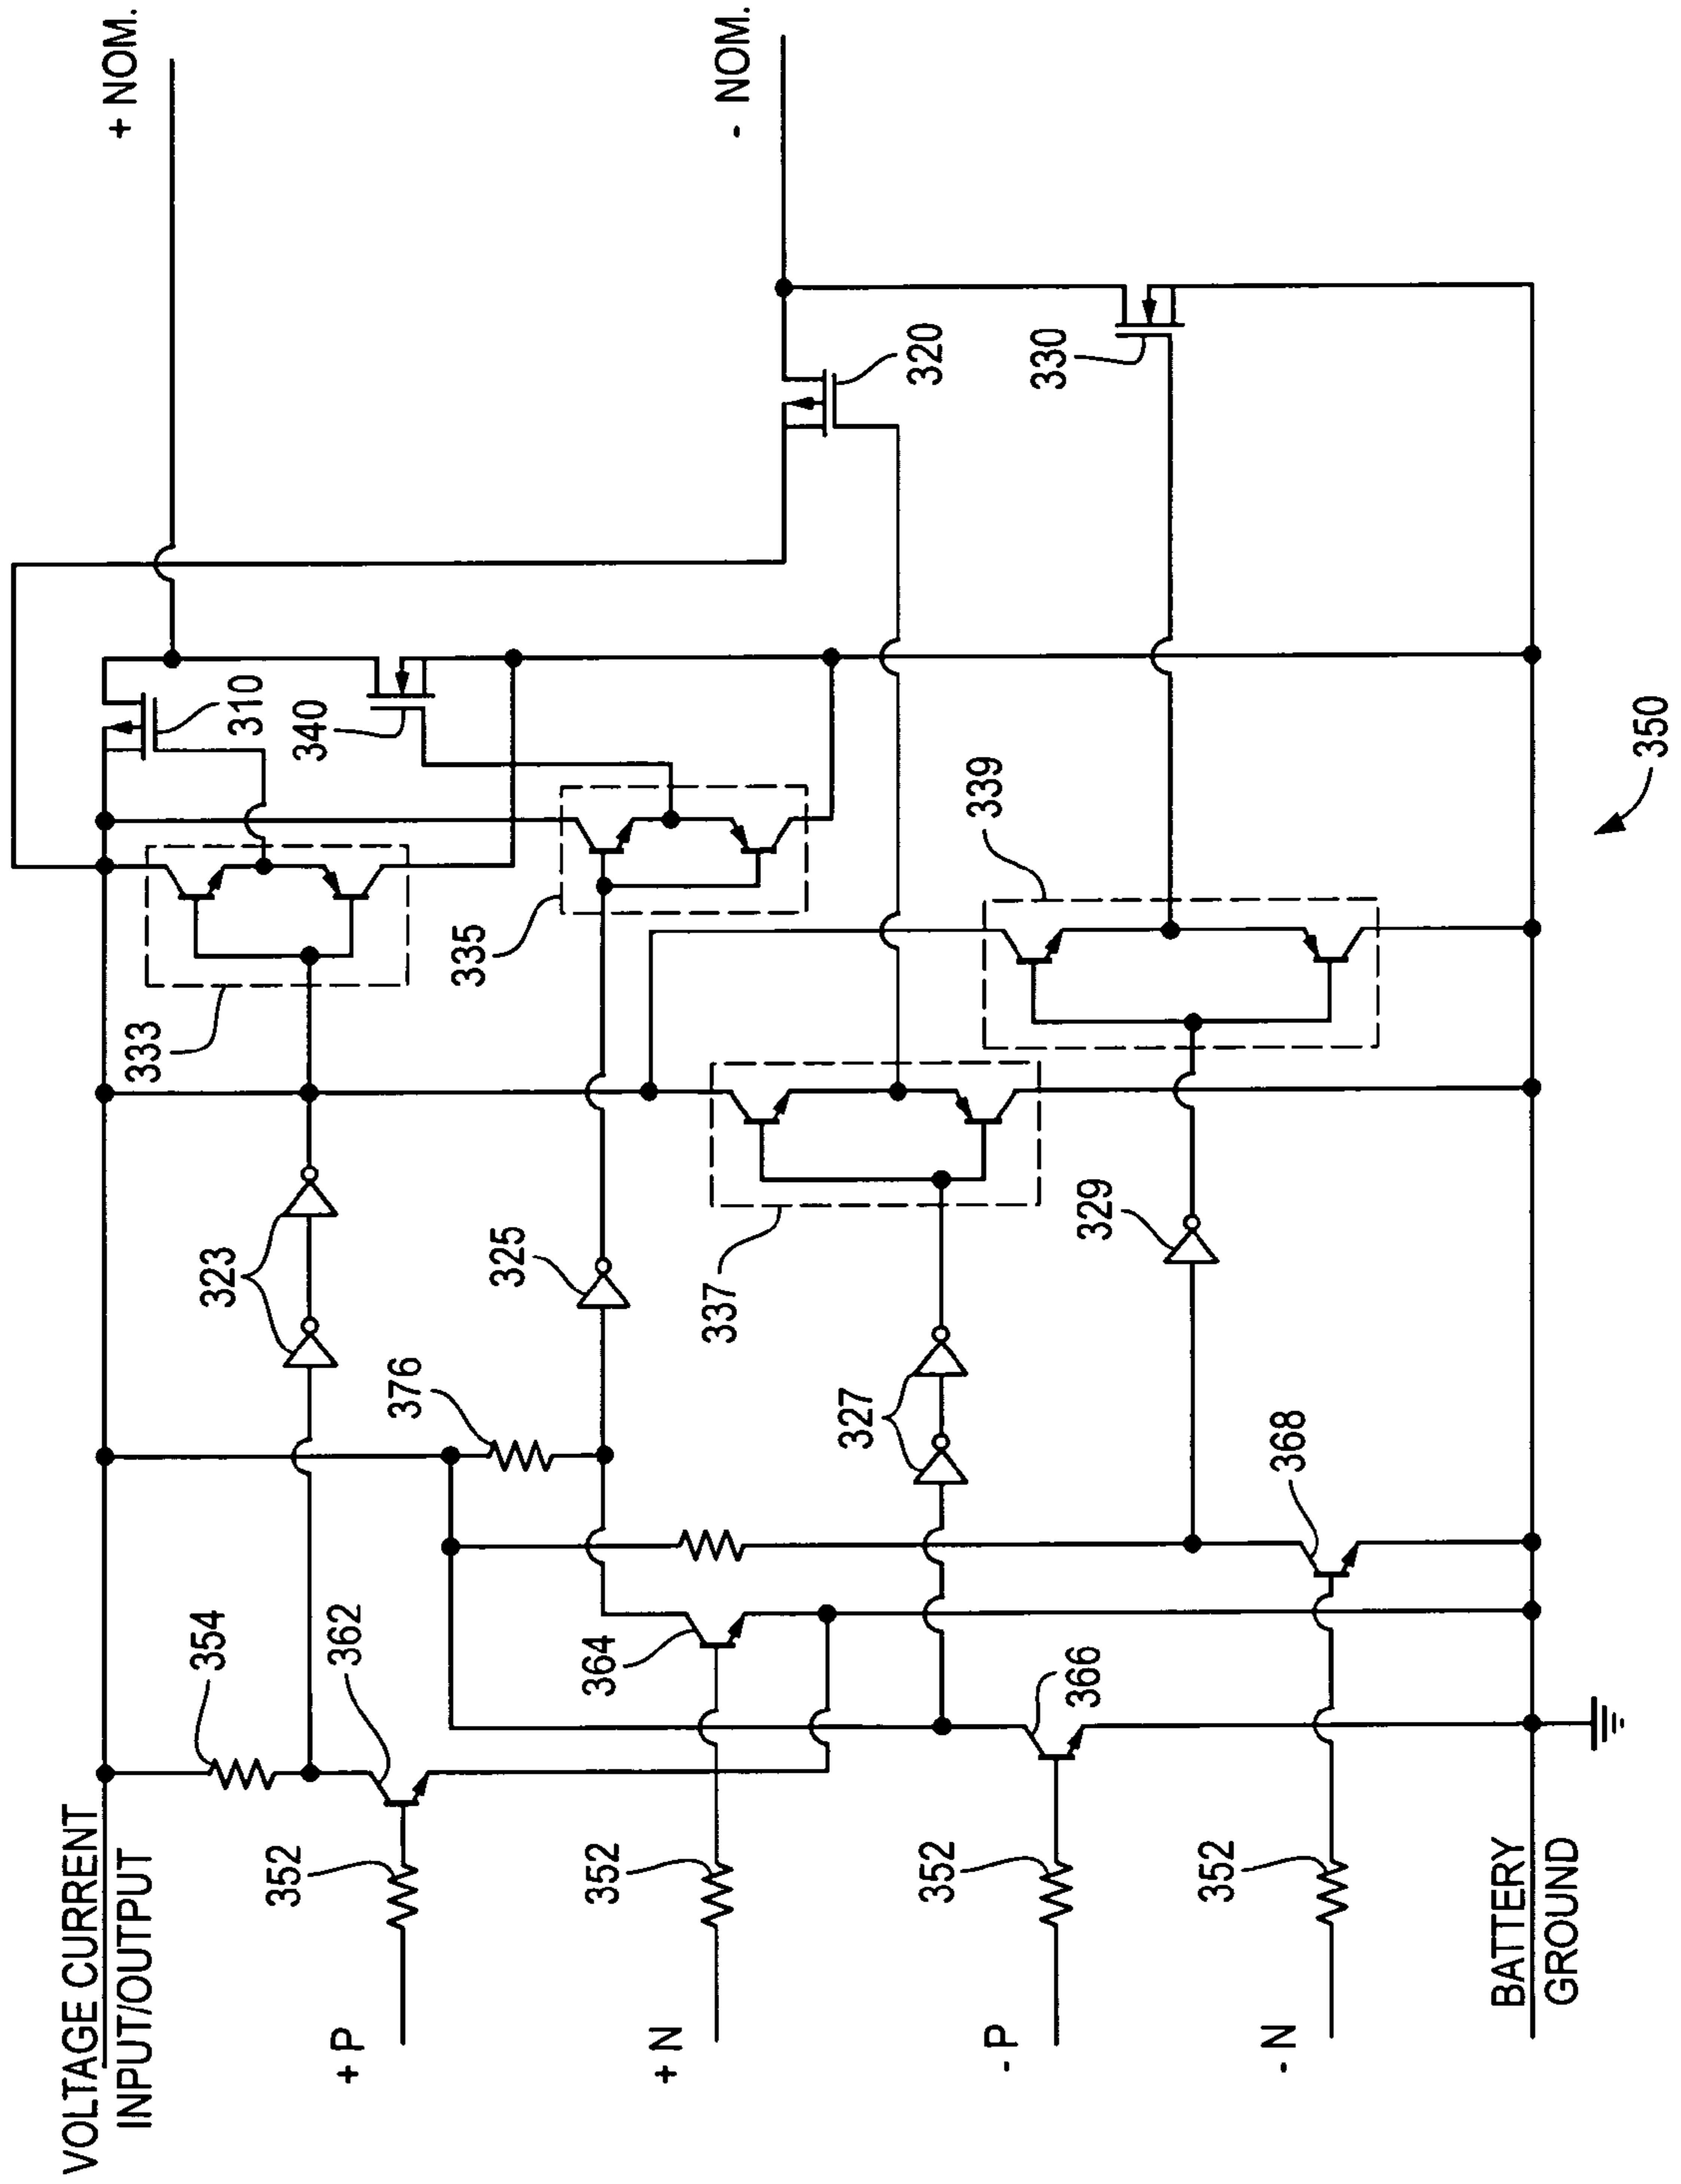 VOLTAGE CURRENT
INPUT/OUTPUT
+ P
+ N
- P
- N
BATTERY
GROUND
352
352
352
352
354
362
364
366
368
376
323
325
327
329
333
335
337
339
310
340
320
330
+ NOM.
- NOM.
350